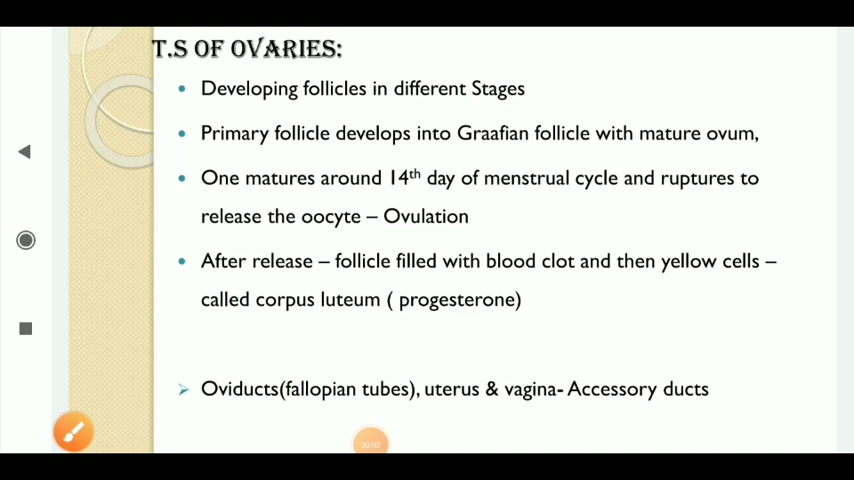 T.S OF OVARIES:
Developing follicles in different Stages
Primary follicle develops into Graafian follicle with mature ovum,
One matures around 14th day of menstrual cycle and ruptures to
release the oocyte – Ovulation
After release – follicle filled with blood clot and then yellow cells –
called corpus luteum ( progesterone)
Oviducts(fallopian tubes), uterus & vagina- Accessory ducts
00:02